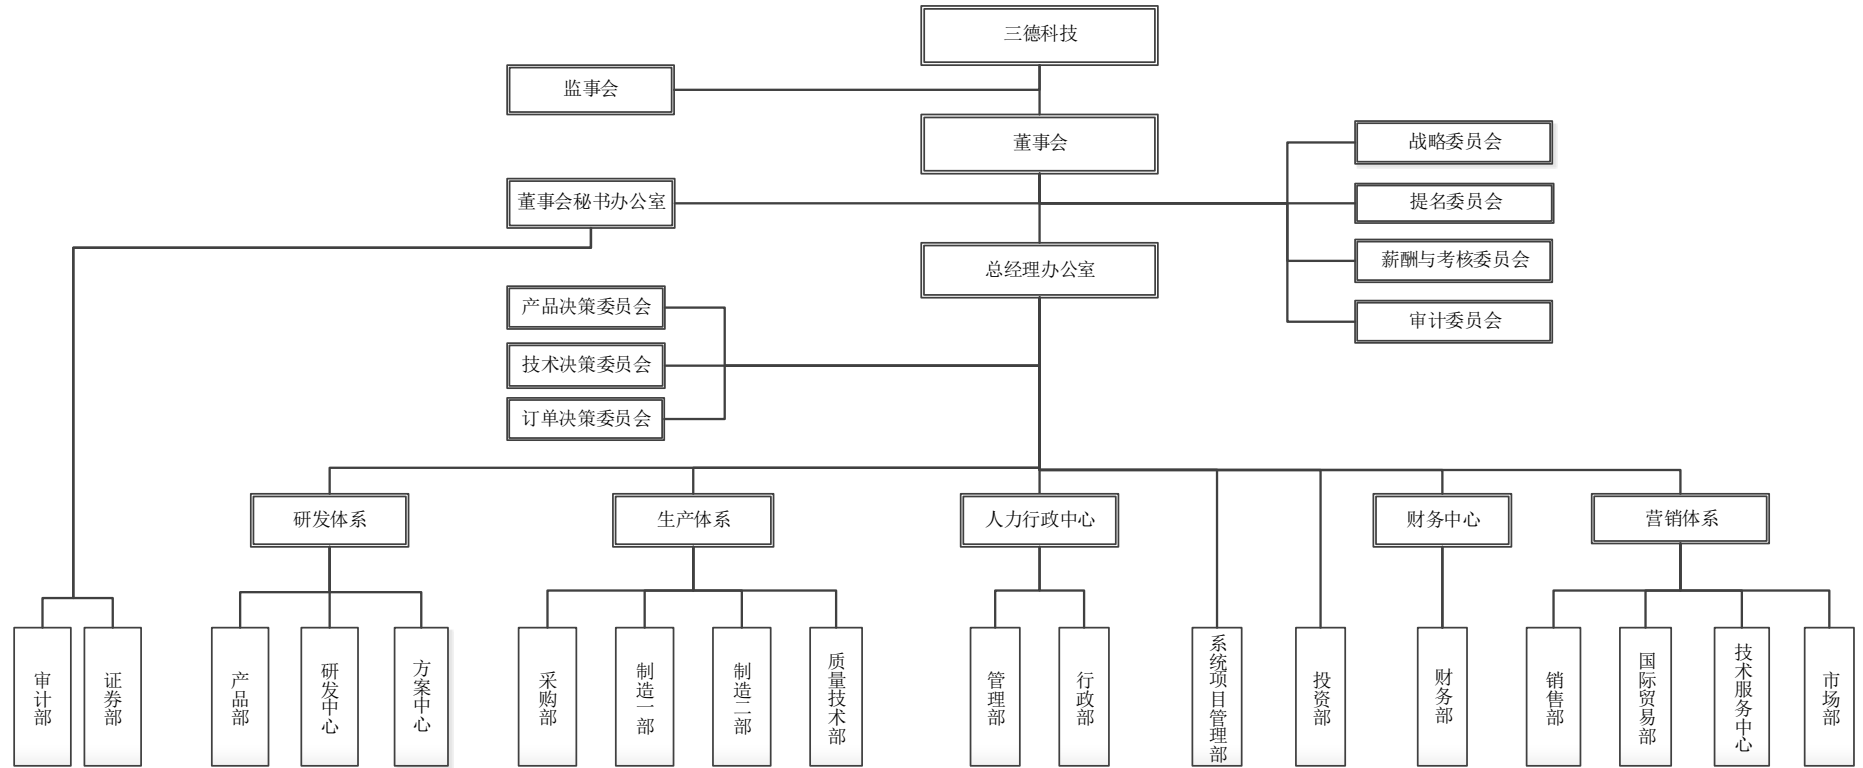 三德科技
监事会
董事会
战略委员会
董事会秘书办公室
提名委员会
薪酬与考核委员会
总经理办公室
审计委员会
产品决策委员会
技术决策委员会
订单决策委员会
研发体系
生产体系
人力行政中心
财务中心
营销体系
审计部
证券部
产品部
研发中心
方案中心
采购部
制造一部
制造二部
质量技术部
管理部
行政部
系统项目管理部
投资部
财务部
销售部
国际贸易部
技术服务中心
市场部